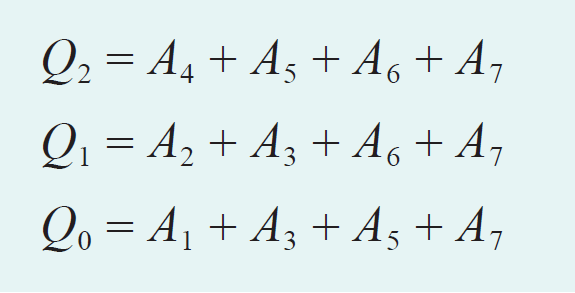 Q₂ = A₄ + A₅ + A₆ + A₇
Q₁ = A₂ + A₃ + A₆ + A₇
Q₀ = A₁ + A₃ + A₅ + A₇